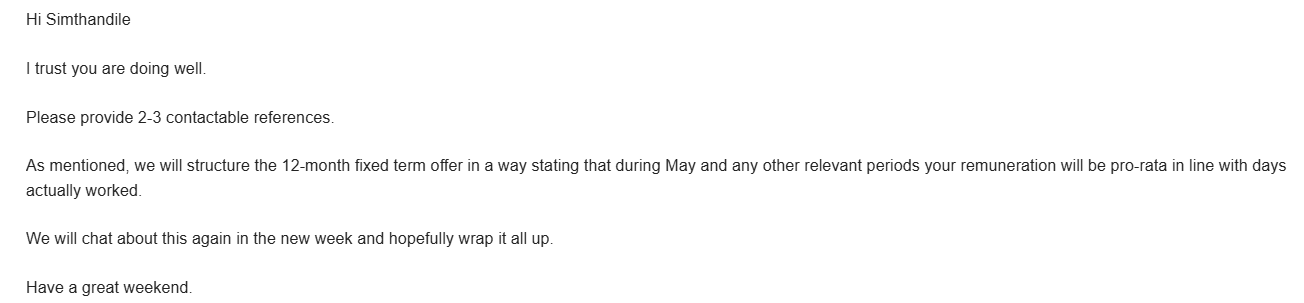 Hi Simthandile
I trust you are doing well.
Please provide 2-3 contactable references.
As mentioned, we will structure the 12-month fixed term offer in a way stating that during May and any other relevant periods your remuneration will be pro-rata in line with days
actually worked.
We will chat about this again in the new week and hopefully wrap it all up.
Have a great weekend.